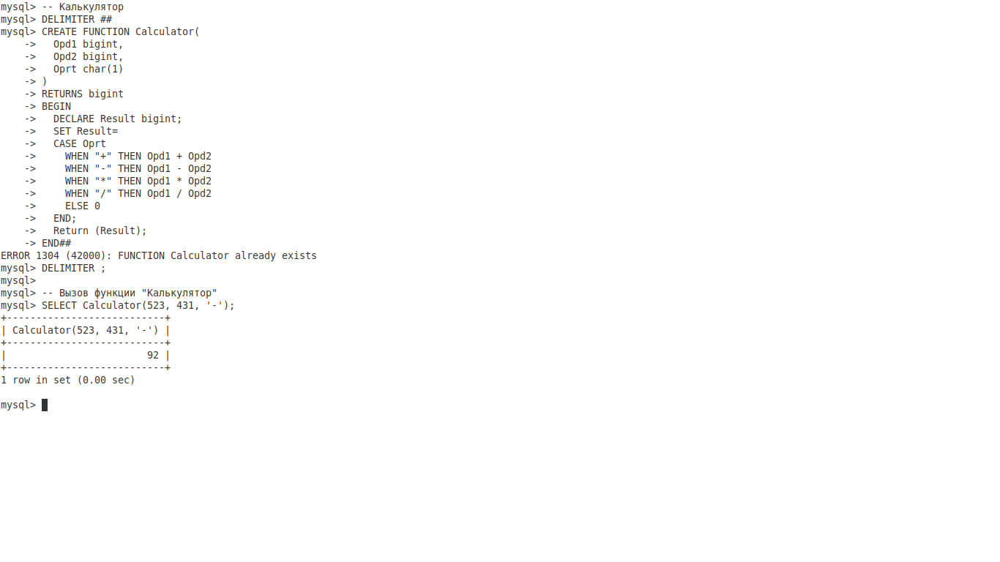 mysql> -- Калькулятор
mysql> DELIMITER ##
mysql> CREATE FUNCTION Calculator(
    ->   Opd1 bigint,
    ->   Opd2 bigint,
    ->   Oprt char(1)
    -> )
    -> RETURNS bigint
    -> BEGIN
    ->   DECLARE Result bigint;
    ->   SET Result=
    ->   CASE Oprt
    ->     WHEN "+" THEN Opd1 + Opd2
    ->     WHEN "-" THEN Opd1 - Opd2
    ->     WHEN "*" THEN Opd1 * Opd2
    ->     WHEN "/" THEN Opd1 / Opd2
    ->     ELSE 0
    ->   END;
    ->   Return (Result);
    -> END##
ERROR 1304 (42000): FUNCTION Calculator already exists
mysql> DELIMITER ;
mysql>
mysql> -- Вызов функции "Калькулятор"
mysql> SELECT Calculator(523, 431, '-');
+---------------------------+
| Calculator(523, 431, '-') |
+---------------------------+
|                        92 |
+---------------------------+
1 row in set (0.00 sec)

mysql>